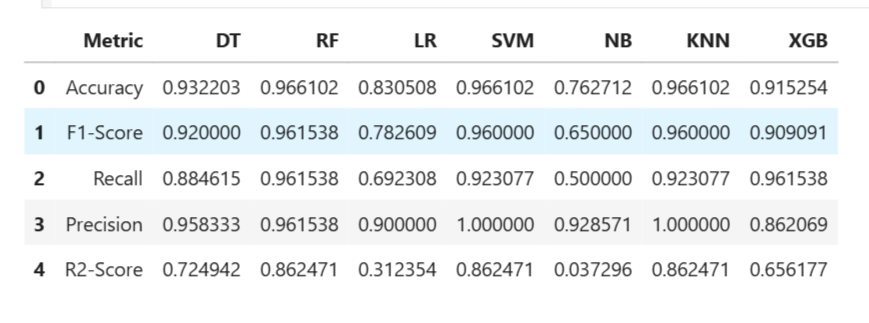 Metric DT RF LR SVM NB KNN XGB
0 Accuracy 0.932203 0.966102 0.830508 0.966102 0.762712 0.966102 0.915254
1 F1-Score 0.920000 0.961538 0.782609 0.960000 0.650000 0.960000 0.909091
2 Recall 0.884615 0.961538 0.692308 0.923077 0.500000 0.923077 0.961538
3 Precision 0.958333 0.961538 0.900000 1.000000 0.928571 1.000000 0.862069
4 R2-Score 0.724942 0.862471 0.312354 0.862471 0.037296 0.862471 0.656177